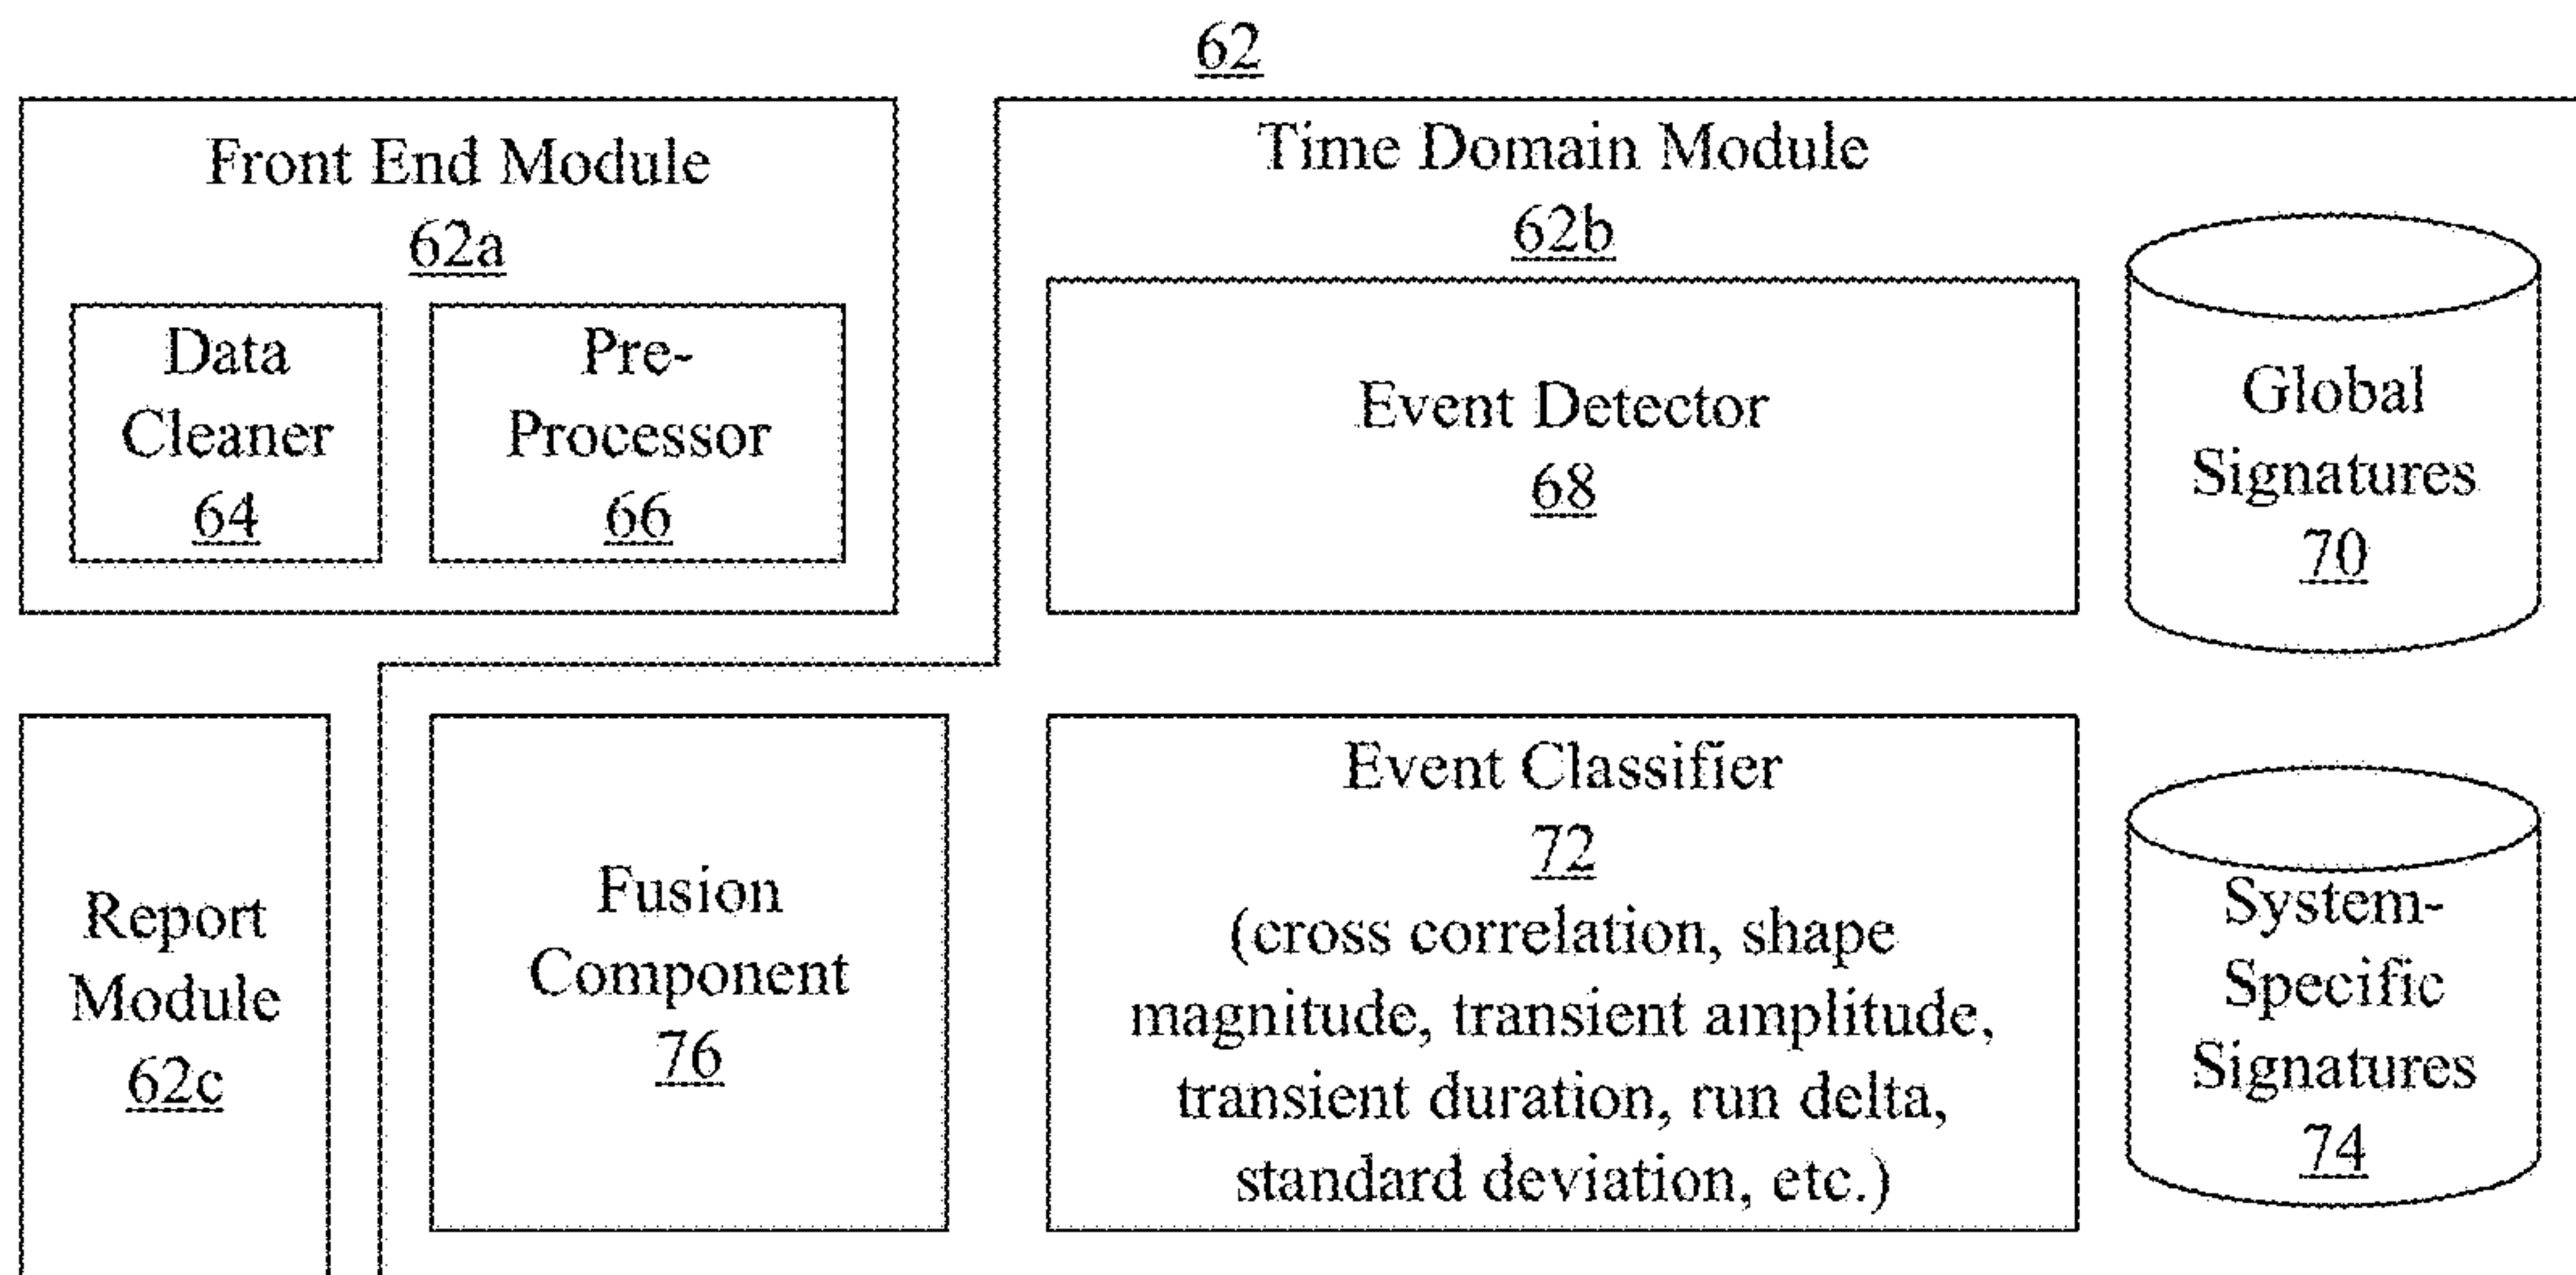 62
Front End Module
62a
Data
Cleaner
64
Pre-
Processor
66
Time Domain Module
62b
Event Detector
68
Global
Signatures
70
Report
Module
62c
Fusion
Component
76
Event Classifier
72
(cross correlation, shape
magnitude, transient amplitude,
transient duration, run delta,
standard deviation, etc.)
System-
Specific
Signatures
74